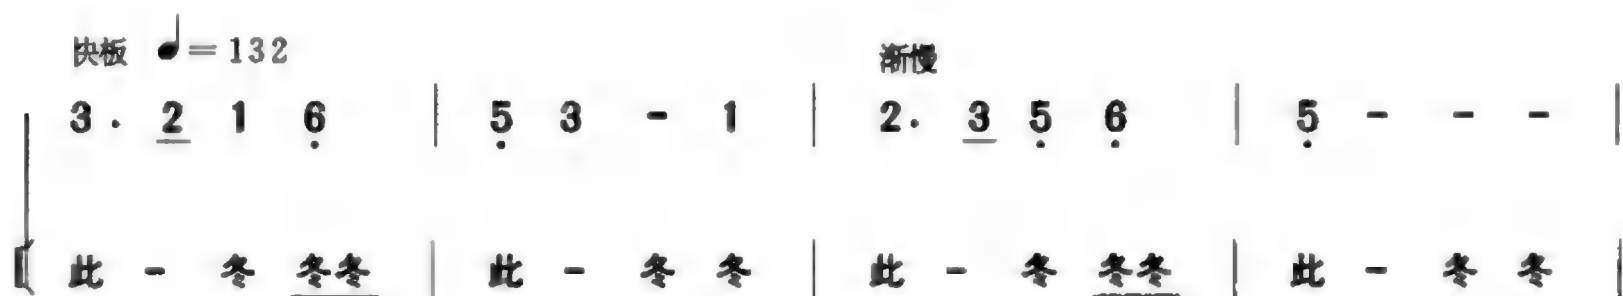 快板 ♩=132 渐慢
3. 2 1 6 | 5 3 - 1 | 2. 3 5 6 | 5 - - - |
此 - 冬 冬冬 | 此 - 冬 冬 | 此 - 冬 冬冬 | 此 - 冬 冬 |